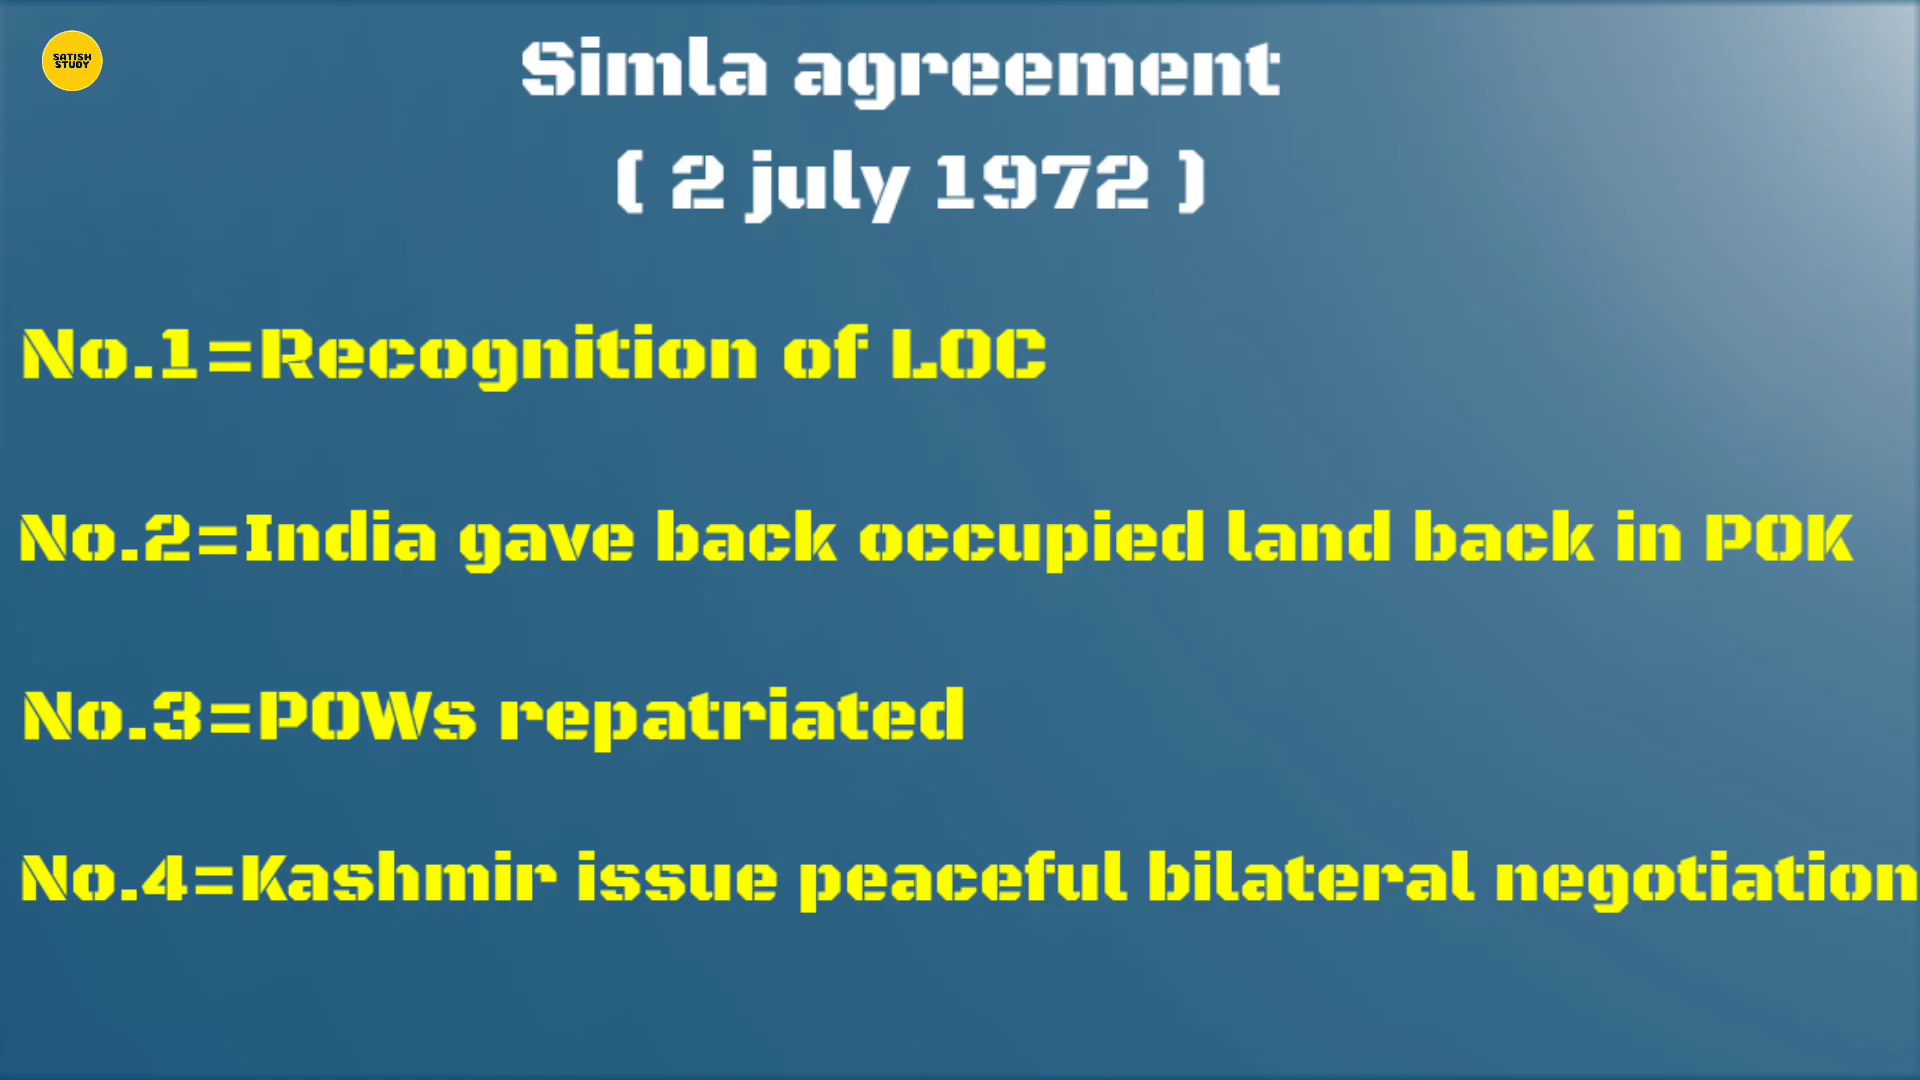 SATISH
STUDY
Simla agreement
( 2 july 1972 )
No.1=Recognition of LOC
No.2=India gave back occupied land back in POK
No.3=POWs repatriated
No.4=Kashmir issue peaceful bilateral negotiation